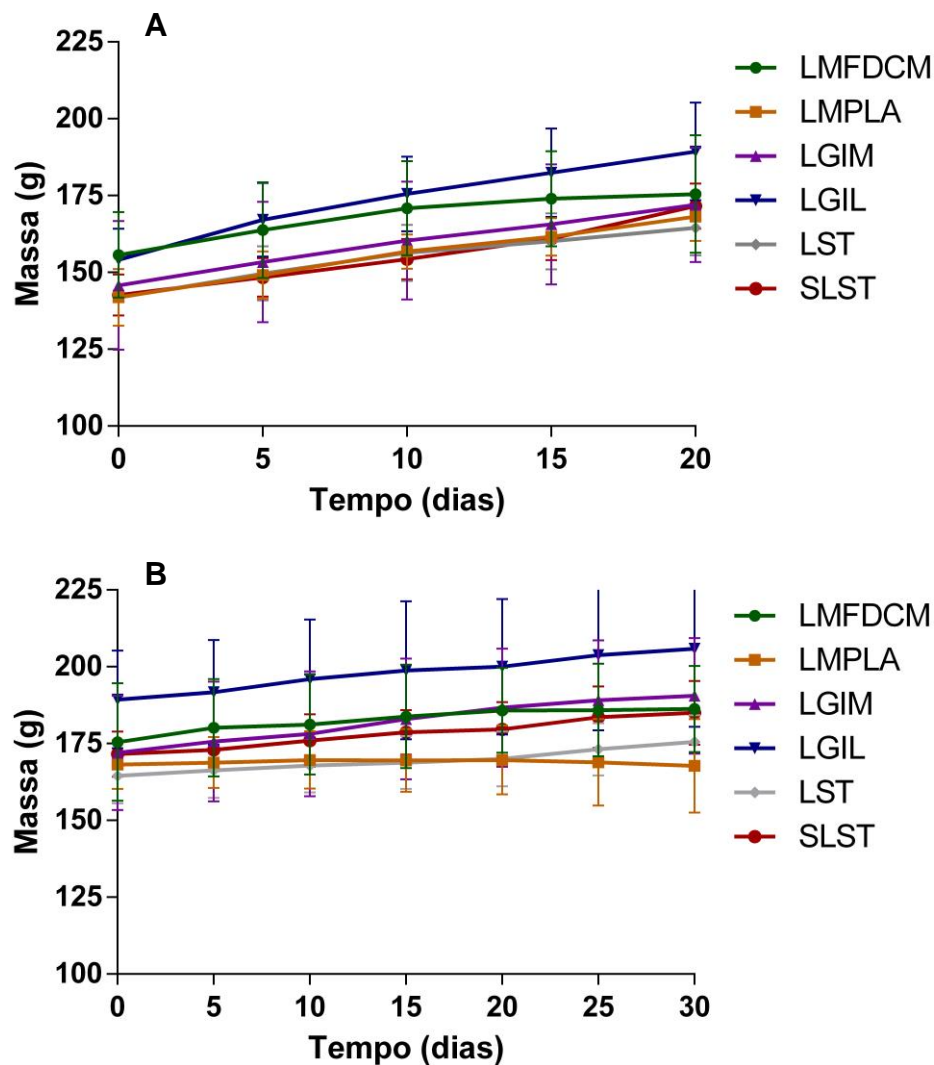 A
225
200
175
150
125
100
Massa (g)
0 5 10 15 20
Tempo (dias)
LMFDCM
LMPLA
LGIM
LGIL
LST
SLST
B
225
200
175
150
125
100
Massa (g)
0 5 10 15 20 25 30
Tempo (dias)
LMFDCM
LMPLA
LGIM
LGIL
LST
SLST